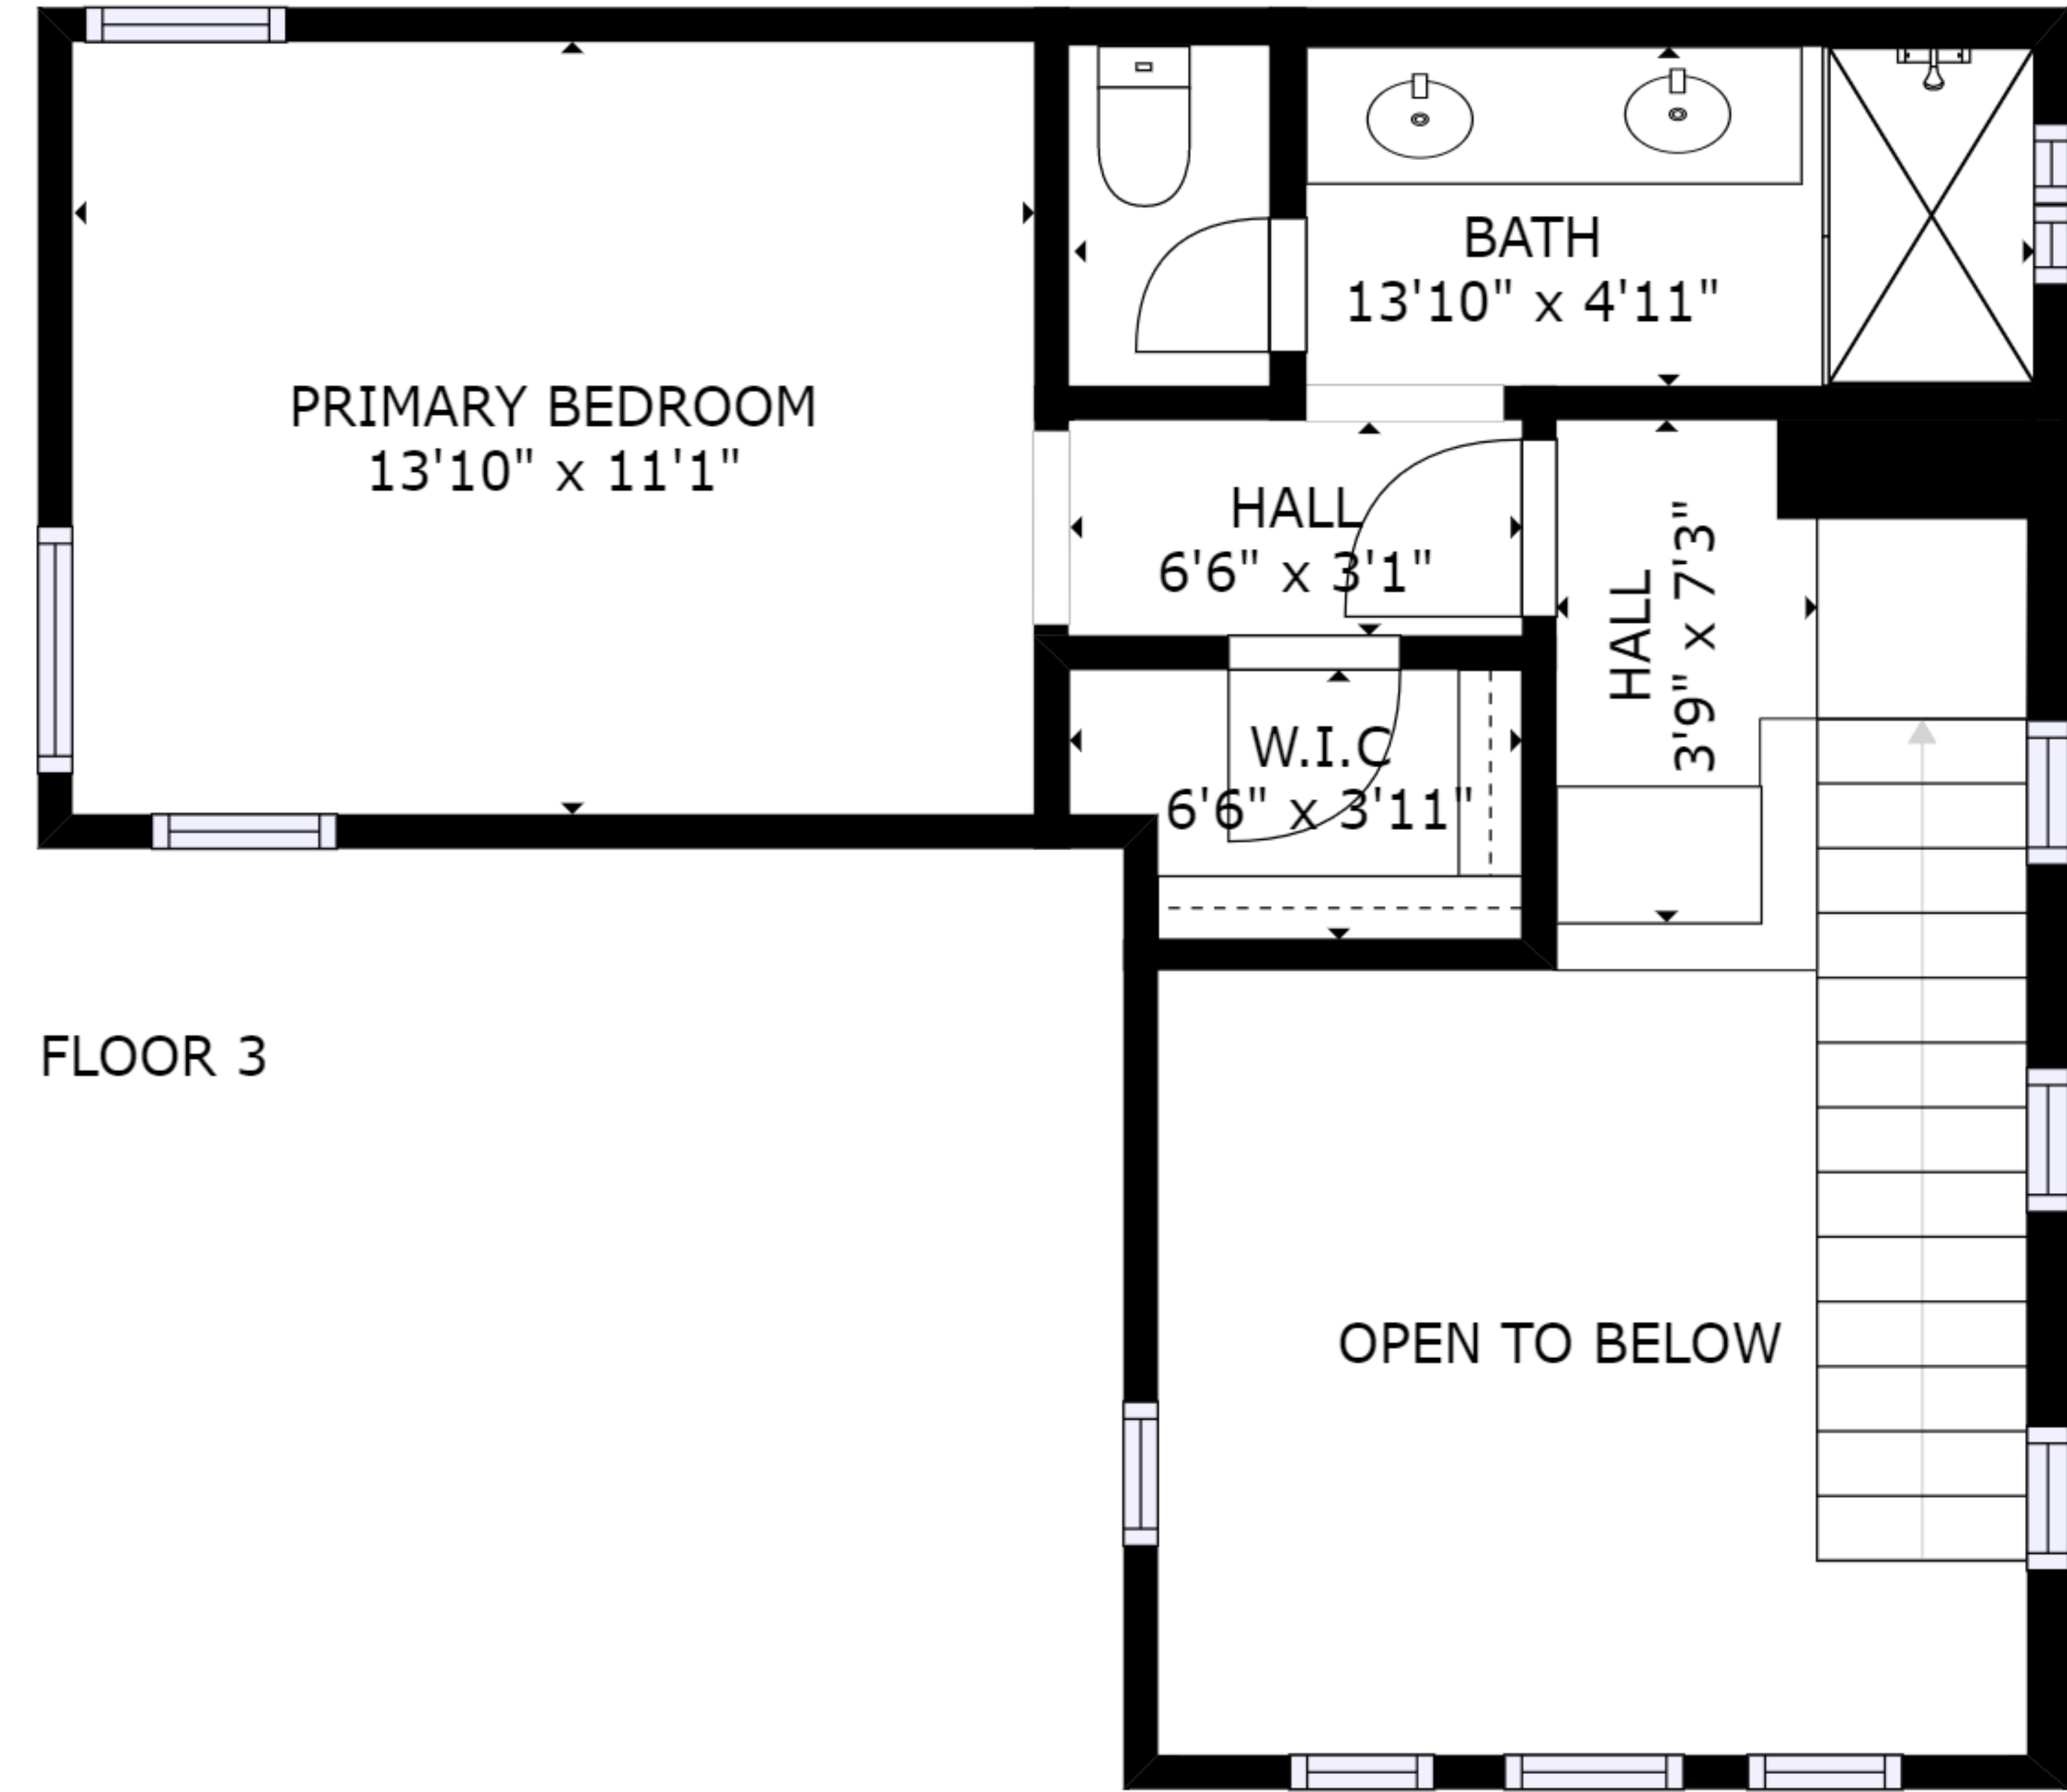 PRIMARY BEDROOM
13'10" x 11'1"
BATH
13'10" x 4'11"
HALL
6'6" x 3'1"
HALL
3'9" x 7'3"
W.I.C
6'6" x 3'11"
FLOOR 3
OPEN TO BELOW